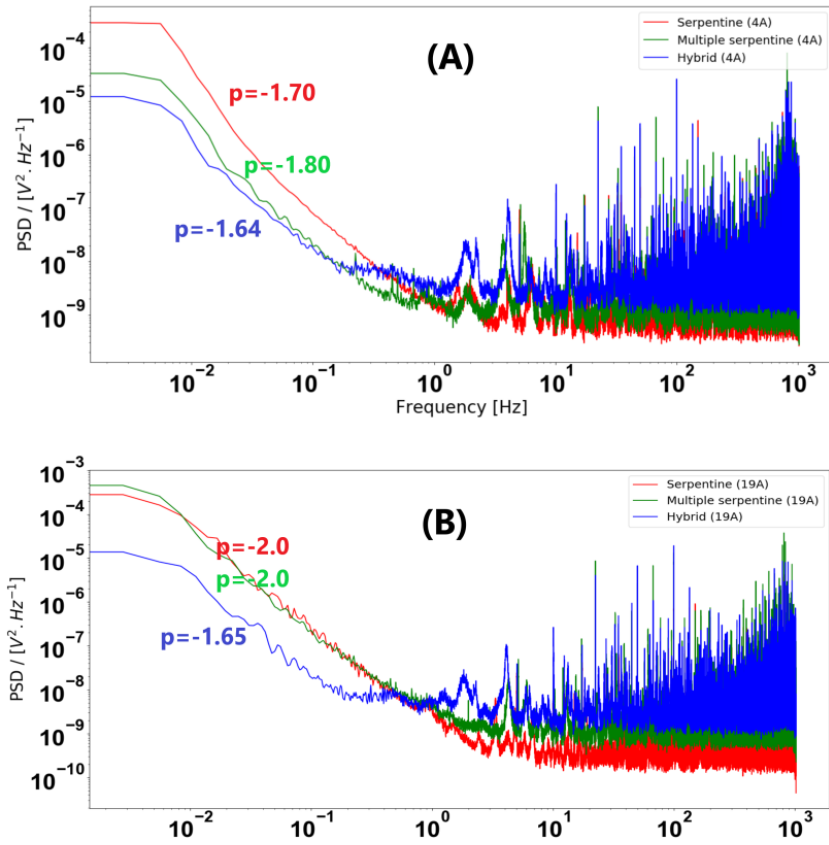 (A)
Serpentine (4A)
Multiple serpentine (4A)
Hybrid (4A)
p=-1.70
p=-1.80
p=-1.64
PSD / [V².Hz⁻¹]
10⁻⁴
10⁻⁵
10⁻⁶
10⁻⁷
10⁻⁸
10⁻⁹
10⁻²
10⁻¹
10⁰
10¹
10²
10³
Frequency [Hz]
(B)
Serpentine (19A)
Multiple serpentine (19A)
Hybrid (19A)
p=-2.0
p=-2.0
p=-1.65
PSD / [V².Hz⁻¹]
10⁻³
10⁻⁴
10⁻⁵
10⁻⁶
10⁻⁷
10⁻⁸
10⁻⁹
10⁻¹⁰
10⁻²
10⁻¹
10⁰
10¹
10²
10³